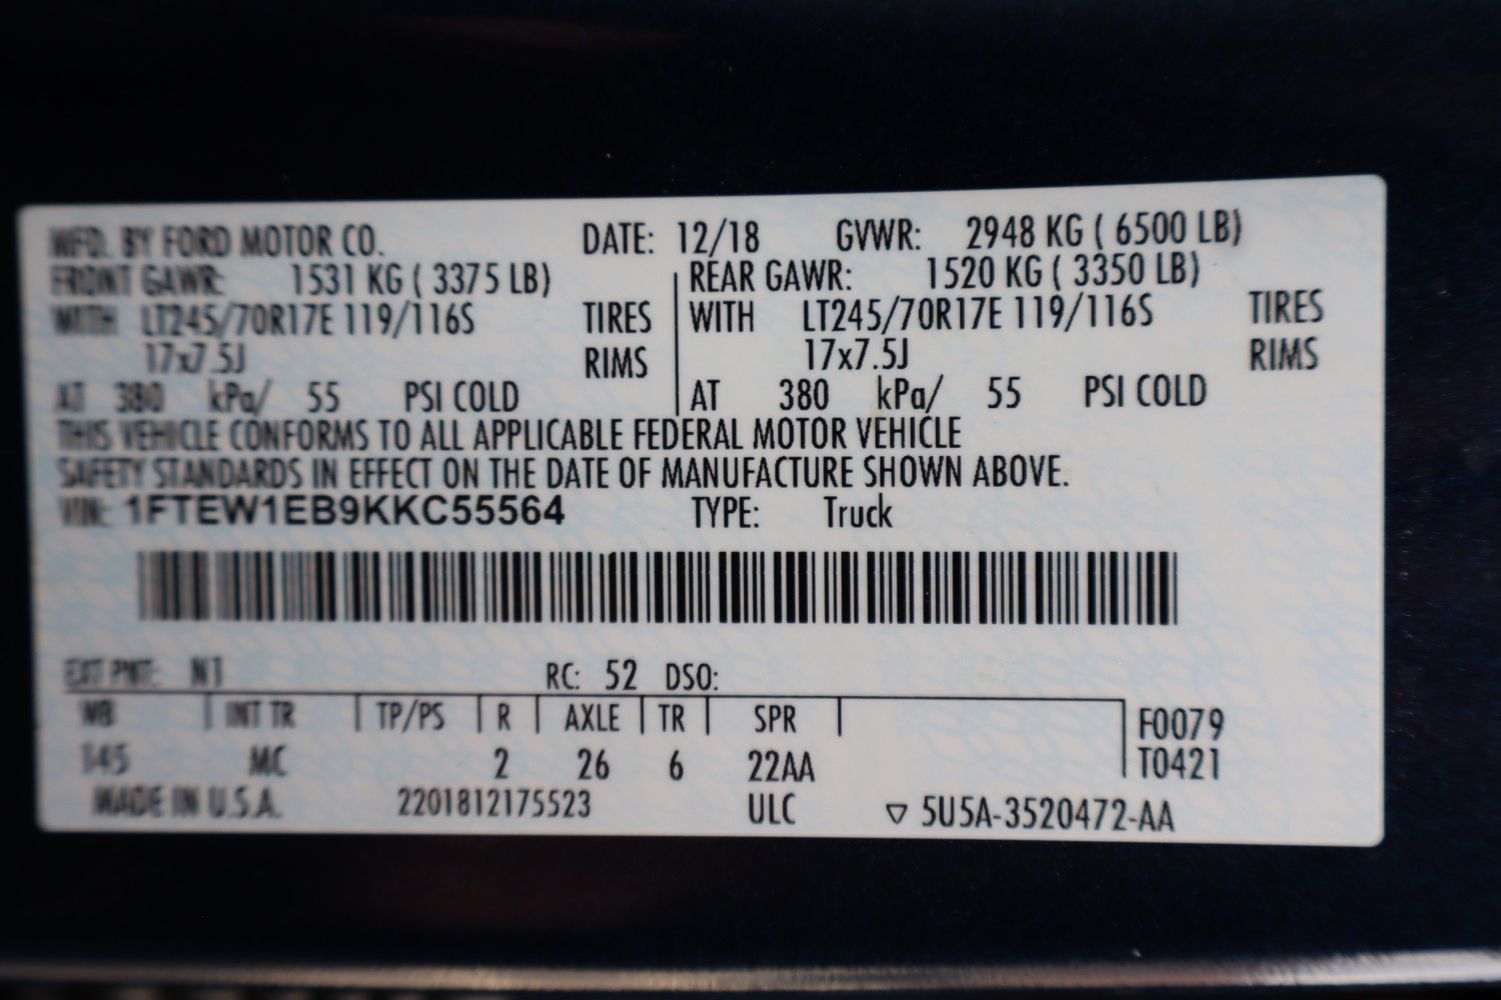 MFD. BY FORD MOTOR CO. DATE: 12/18 GVWR: 2948 KG ( 6500 LB)
FRONT GAWR: 1531 KG ( 3375 LB) REAR GAWR: 1520 KG ( 3350 LB)
WITH LT245/70R17E 119/116S TIRES WITH LT245/70R17E 119/116S TIRES
17x7.5J RIMS 17x7.5J RIMS
AT 380 kPa/ 55 PSI COLD AT 380 kPa/ 55 PSI COLD
THIS VEHICLE CONFORMS TO ALL APPLICABLE FEDERAL MOTOR VEHICLE
SAFETY STANDARDS IN EFFECT ON THE DATE OF MANUFACTURE SHOWN ABOVE.
VIN: 1FTEW1EB9KKC55564 TYPE: Truck
EXT PNT: N1 RC: 52 DSO:
WB INT TR TP/PS R AXLE TR SPR F0079
145 MC 2 26 6 22AA T0421
MADE IN U.S.A. 2201812175523 ULC ▽ 5U5A-3520472-AA